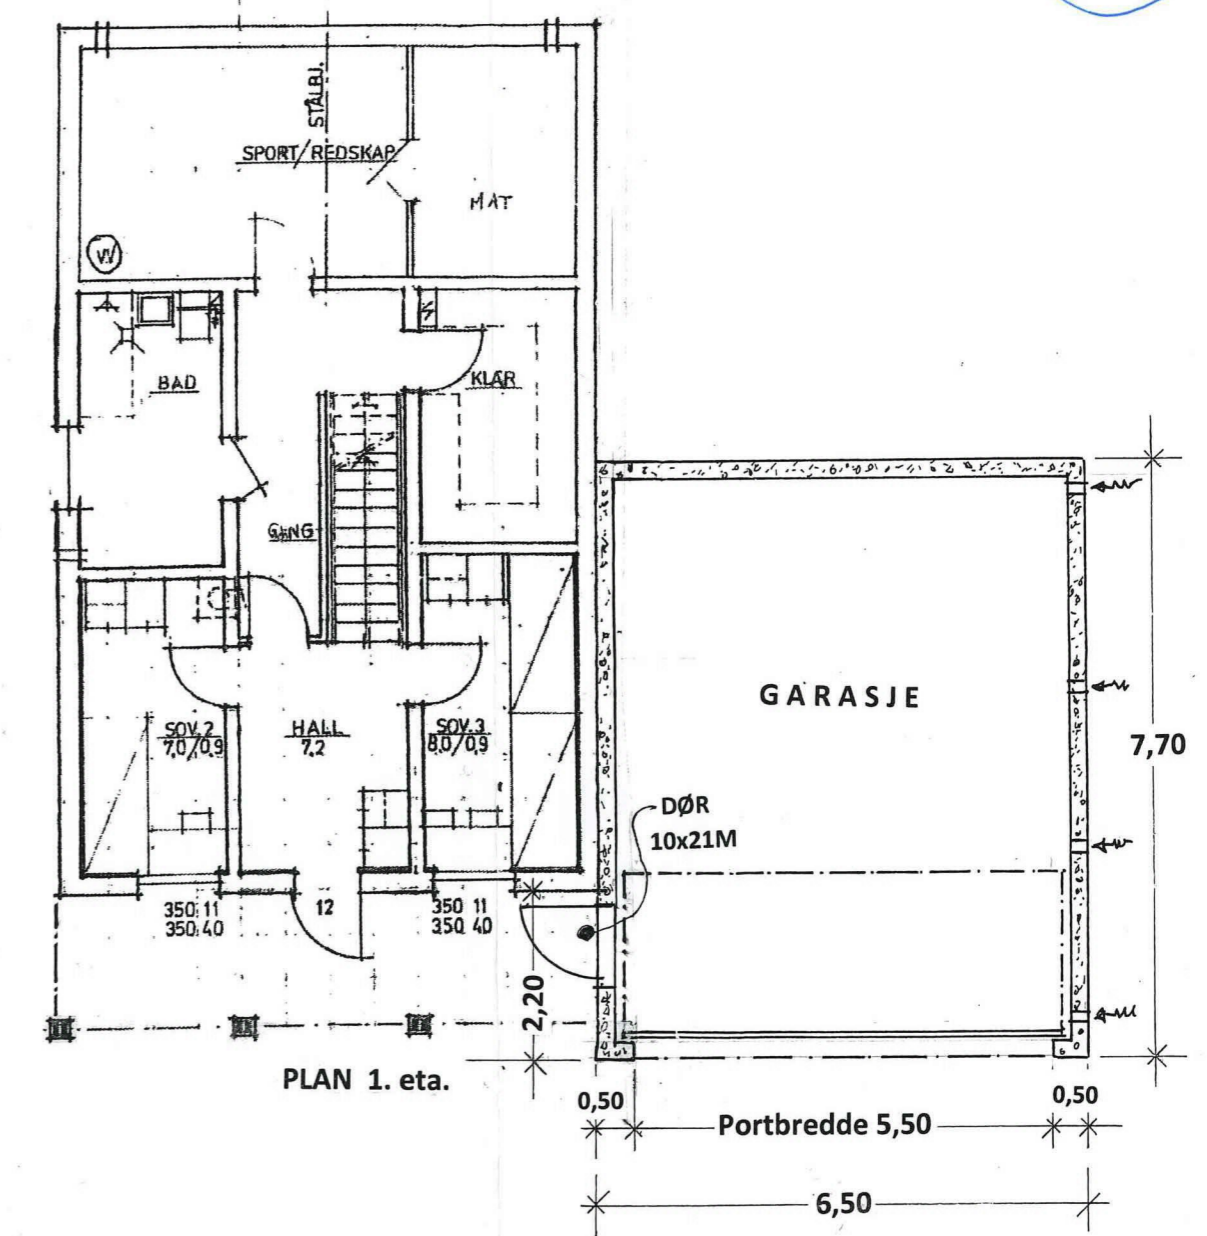 STÅLBJ.
SPORT/REDSKAP
MAT
VV
BAD
KLÆR
GANG
GARASJE
SOV. 2
7,0/0,9
HALL
7,2
SOV. 3
8,0/0,9
7,70
DØR
10x21M
350 11
350 40
12
350 11
350 40
2,20
PLAN 1. eta.
0,50
0,50
Portbredde 5,50
6,50